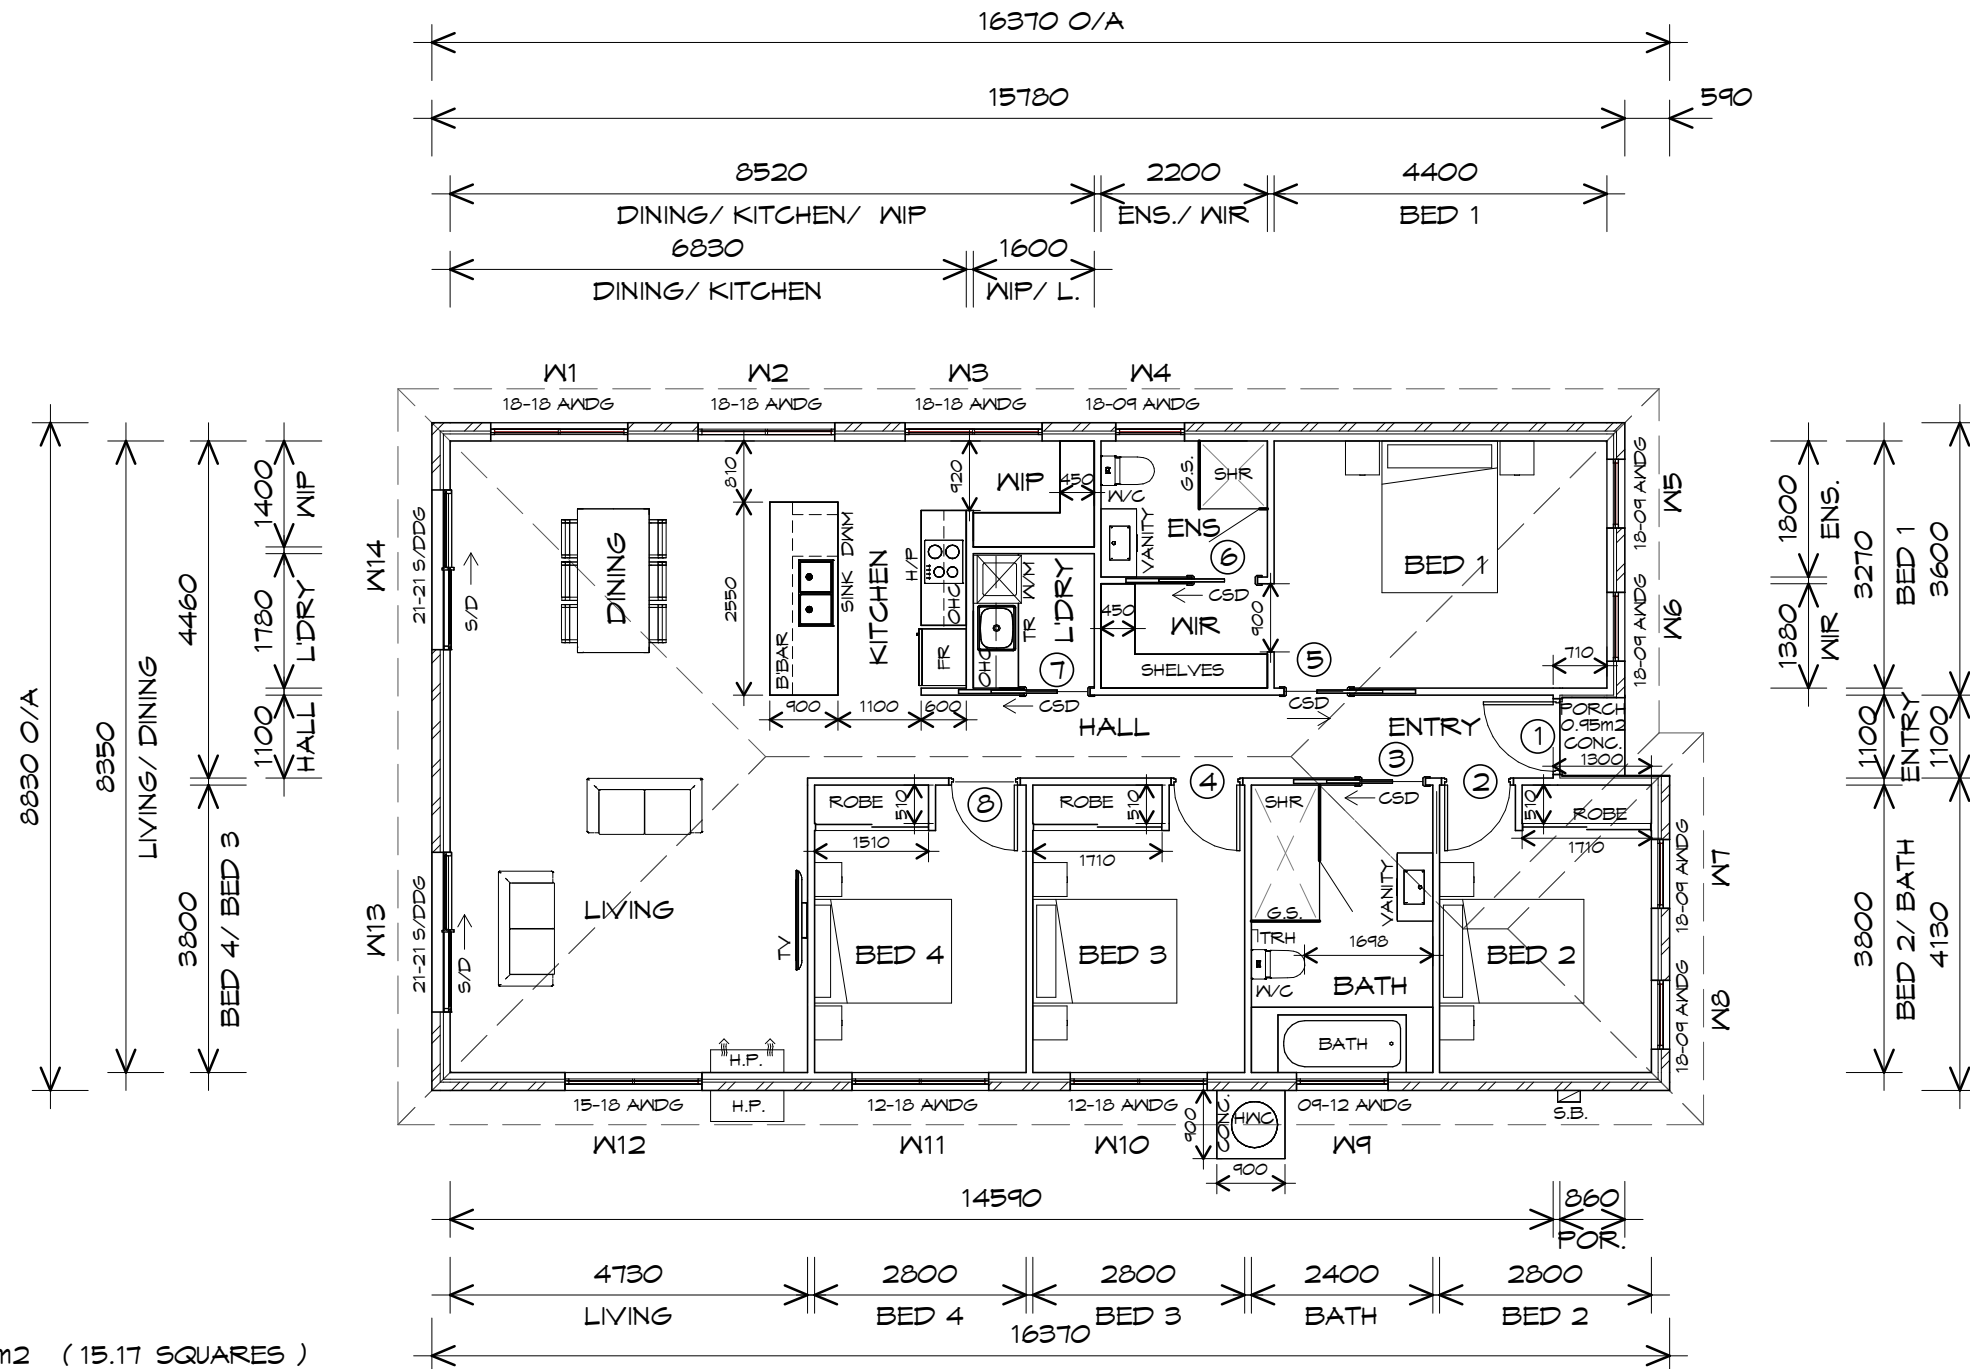 16370 O/A
15780
590
8520
2200
4400
DINING/ KITCHEN/ WIP
ENS./ WIR
BED 1
6830
1600
DINING/ KITCHEN
WIP/ L.
W1
W2
W3
W4
18-18 AWDG
18-18 AWDG
18-18 AWDG
18-09 AWDG
8830 O/A
8350
LIVING/ DINING
4460
3800
BED 4/ BED 3
1400
WIP
1780
L'DRY
1100
HALL
W14
21-21 S/DDG
S/D
W13
21-21 S/DDG
S/D
DINING
810
2550
B'BAR
SINK
DWM
KITCHEN
900
1100
600
920
H/P
OHC
FR
WIP
450
W/M
TR
OHC
L'DRY
7
CSD
W/C
G.S.
SHR
VANITY
ENS
6
CSD
450
WIR
900
SHELVES
5
CSD
BED 1
710
W5
18-09 AWDG
W6
18-09 AWDG
HALL
ENTRY
1
PORCH
0.95m2
CONC.
1300
1800
ENS.
1380
WIR
3270
BED 1
3600
1100
ENTRY
1100
3800
BED 2/ BATH
4130
LIVING
TV
H.P.
H.P.
ROBE
510
1510
8
BED 4
ROBE
510
1710
4
BED 3
SHR
G.S.
3
CSD
VANITY
TRH
1698
W/C
BATH
BATH
2
510
ROBE
1710
BED 2
W7
18-09 AWDG
W8
18-09 AWDG
15-18 AWDG
12-18 AWDG
12-18 AWDG
09-12 AWDG
S.B.
W12
W11
W10
W9
900
CONC.
HWC
900
14590
860
POR.
4730
2800
2800
2400
2800
LIVING
BED 4
BED 3
BATH
BED 2
16370
m2 ( 15.17 SQUARES )